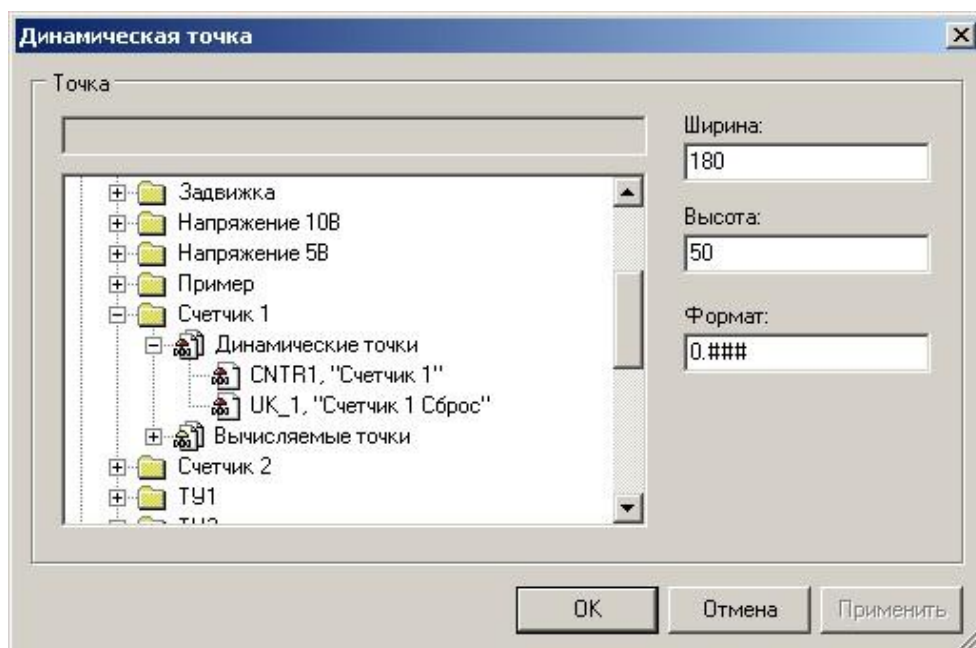 Динамическая точка
Точка
Ширина:
180
Задвижка
Напряжение 10В
Высота:
Напряжение 5В
50
Пример
Счетчик 1
Формат:
Динамические точки
0.###
CNTR1, "Счетчик 1"
UK_1, "Счетчик 1 Сброс"
Вычисляемые точки
Счетчик 2
ТУ1
OK
Отмена
Применить